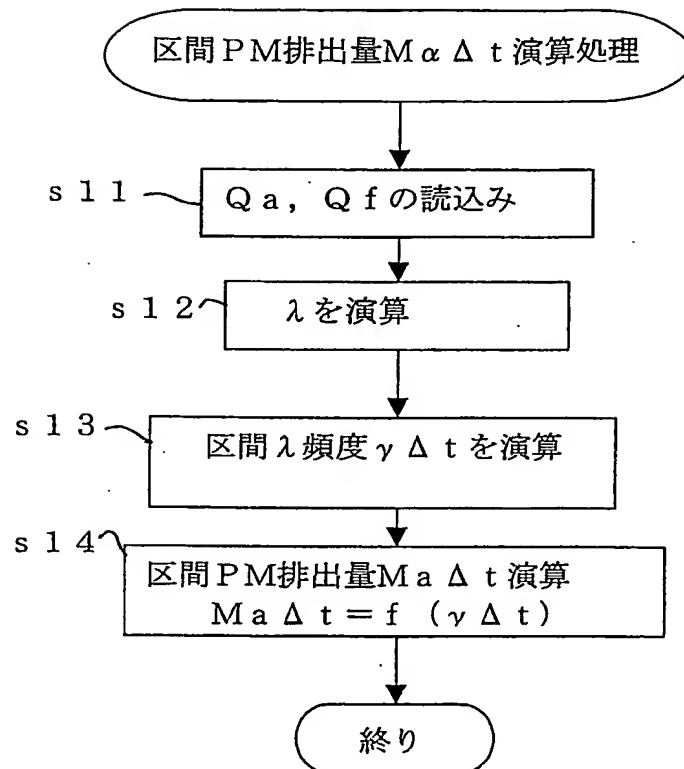 区間PM排出量MαΔt演算処理
s11
Qa, Qfの読込み
s12
λを演算
s13
区間λ頻度γΔtを演算
s14
区間PM排出量MaΔt演算
MaΔt=f (γΔt)
終り